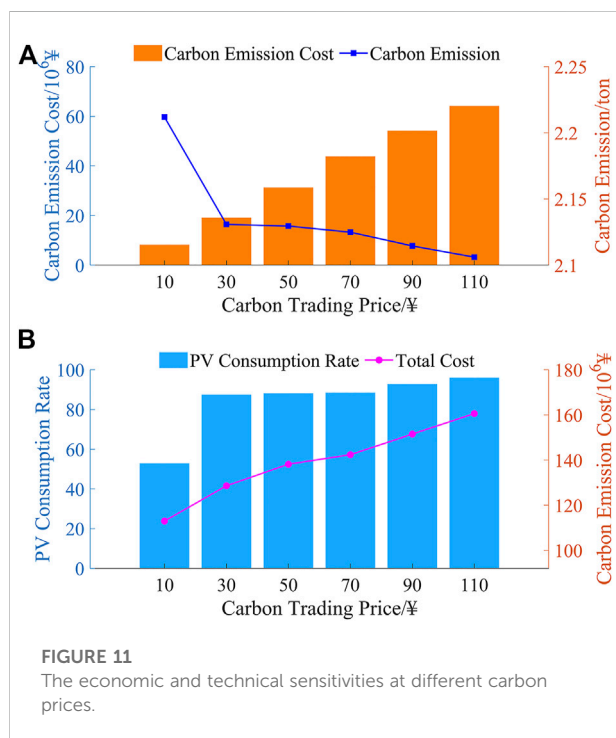 A
Carbon Emission Cost
Carbon Emission
Carbon Emission Cost/10⁶¥
80
60
40
20
0
2.25
2.2
2.15
2.1
Carbon Emission/ton
10 30 50 70 90 110
Carbon Trading Price/¥
B
PV Consumption Rate
Total Cost
PV Consumption Rate
100
80
60
40
20
0
180
160
140
120
100
Carbon Emission Cost/10⁶¥
10 30 50 70 90 110
Carbon Trading Price/¥
FIGURE 11
The economic and technical sensitivities at different carbon
prices.